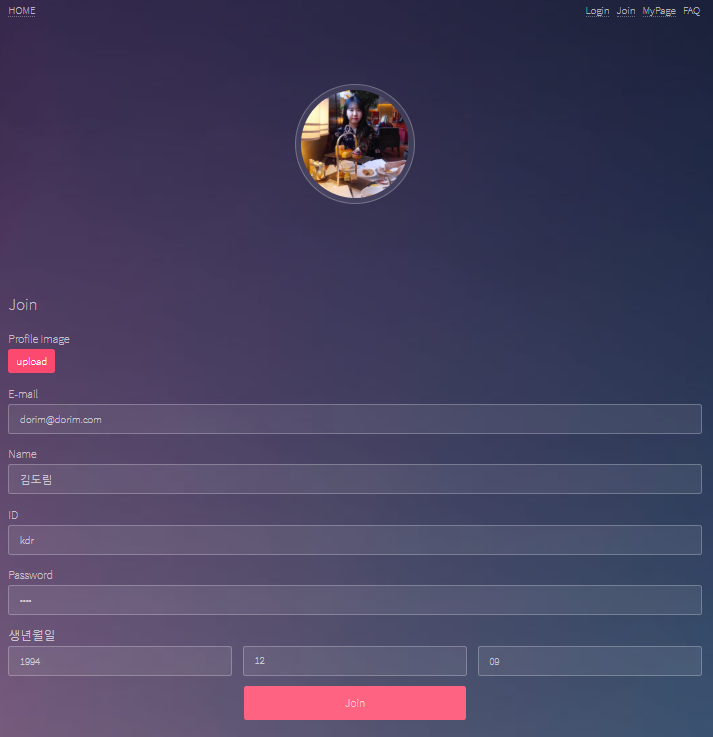 HOME Login Join MyPage FAQ
Join
Profile Image
upload
E-mail
dorim@dorim.com
Name
김도림
ID
kdr
Password
----
생년월일
1994 12 09
Join